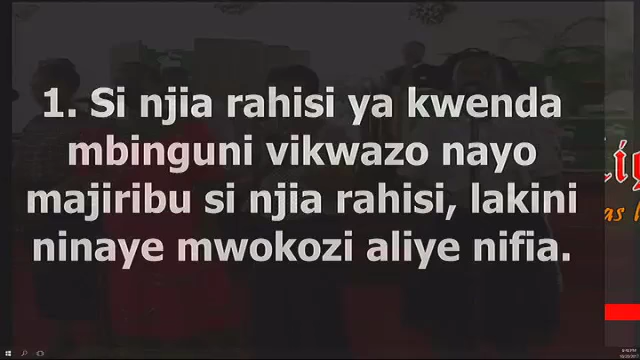 1. Si njia rahisi ya kwenda
mbinguni vikwazo nayo
majiribu si njia rahisi, lakini
ninaye mwokozi aliye nifia.